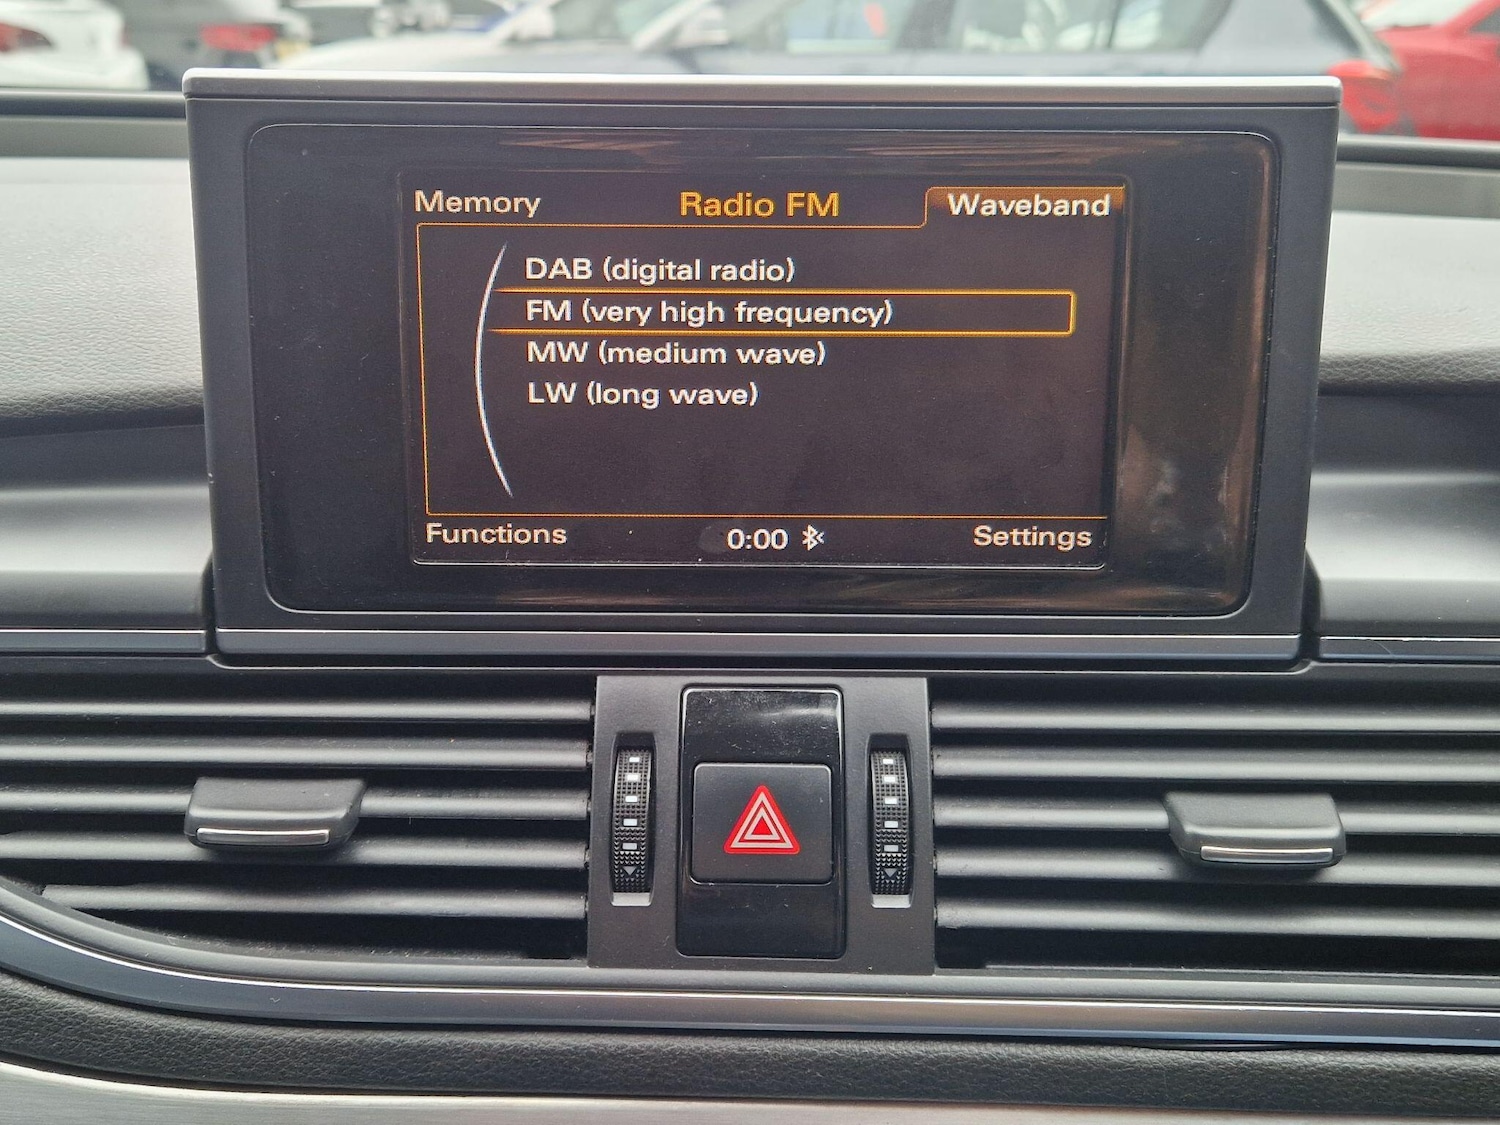 Memory Radio FM Waveband
DAB (digital radio)
FM (very high frequency)
MW (medium wave)
LW (long wave)
Functions 0:00 Settings